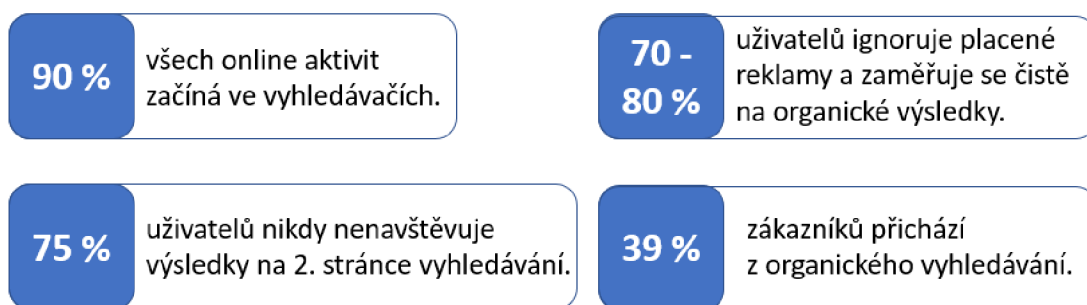 90 %
všech online aktivit
začíná ve vyhledávačích.
70 -
80 %
uživatelů ignoruje placené
reklamy a zaměřuje se čistě
na organické výsledky.
75 %
uživatelů nikdy nenavštěvuje
výsledky na 2. stránce vyhledávání.
39 %
zákazníků přichází
z organického vyhledávání.